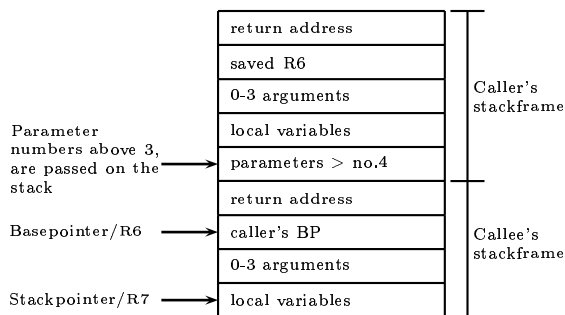 return address
saved R6
0-3 arguments
local variables
parameters > no.4
return address
caller's BP
0-3 arguments
local variables
Parameter
numbers above 3,
are passed on the
stack
Basepointer/R6
Stackpointer/R7
Caller's
stackframe
Callee's
stackframe